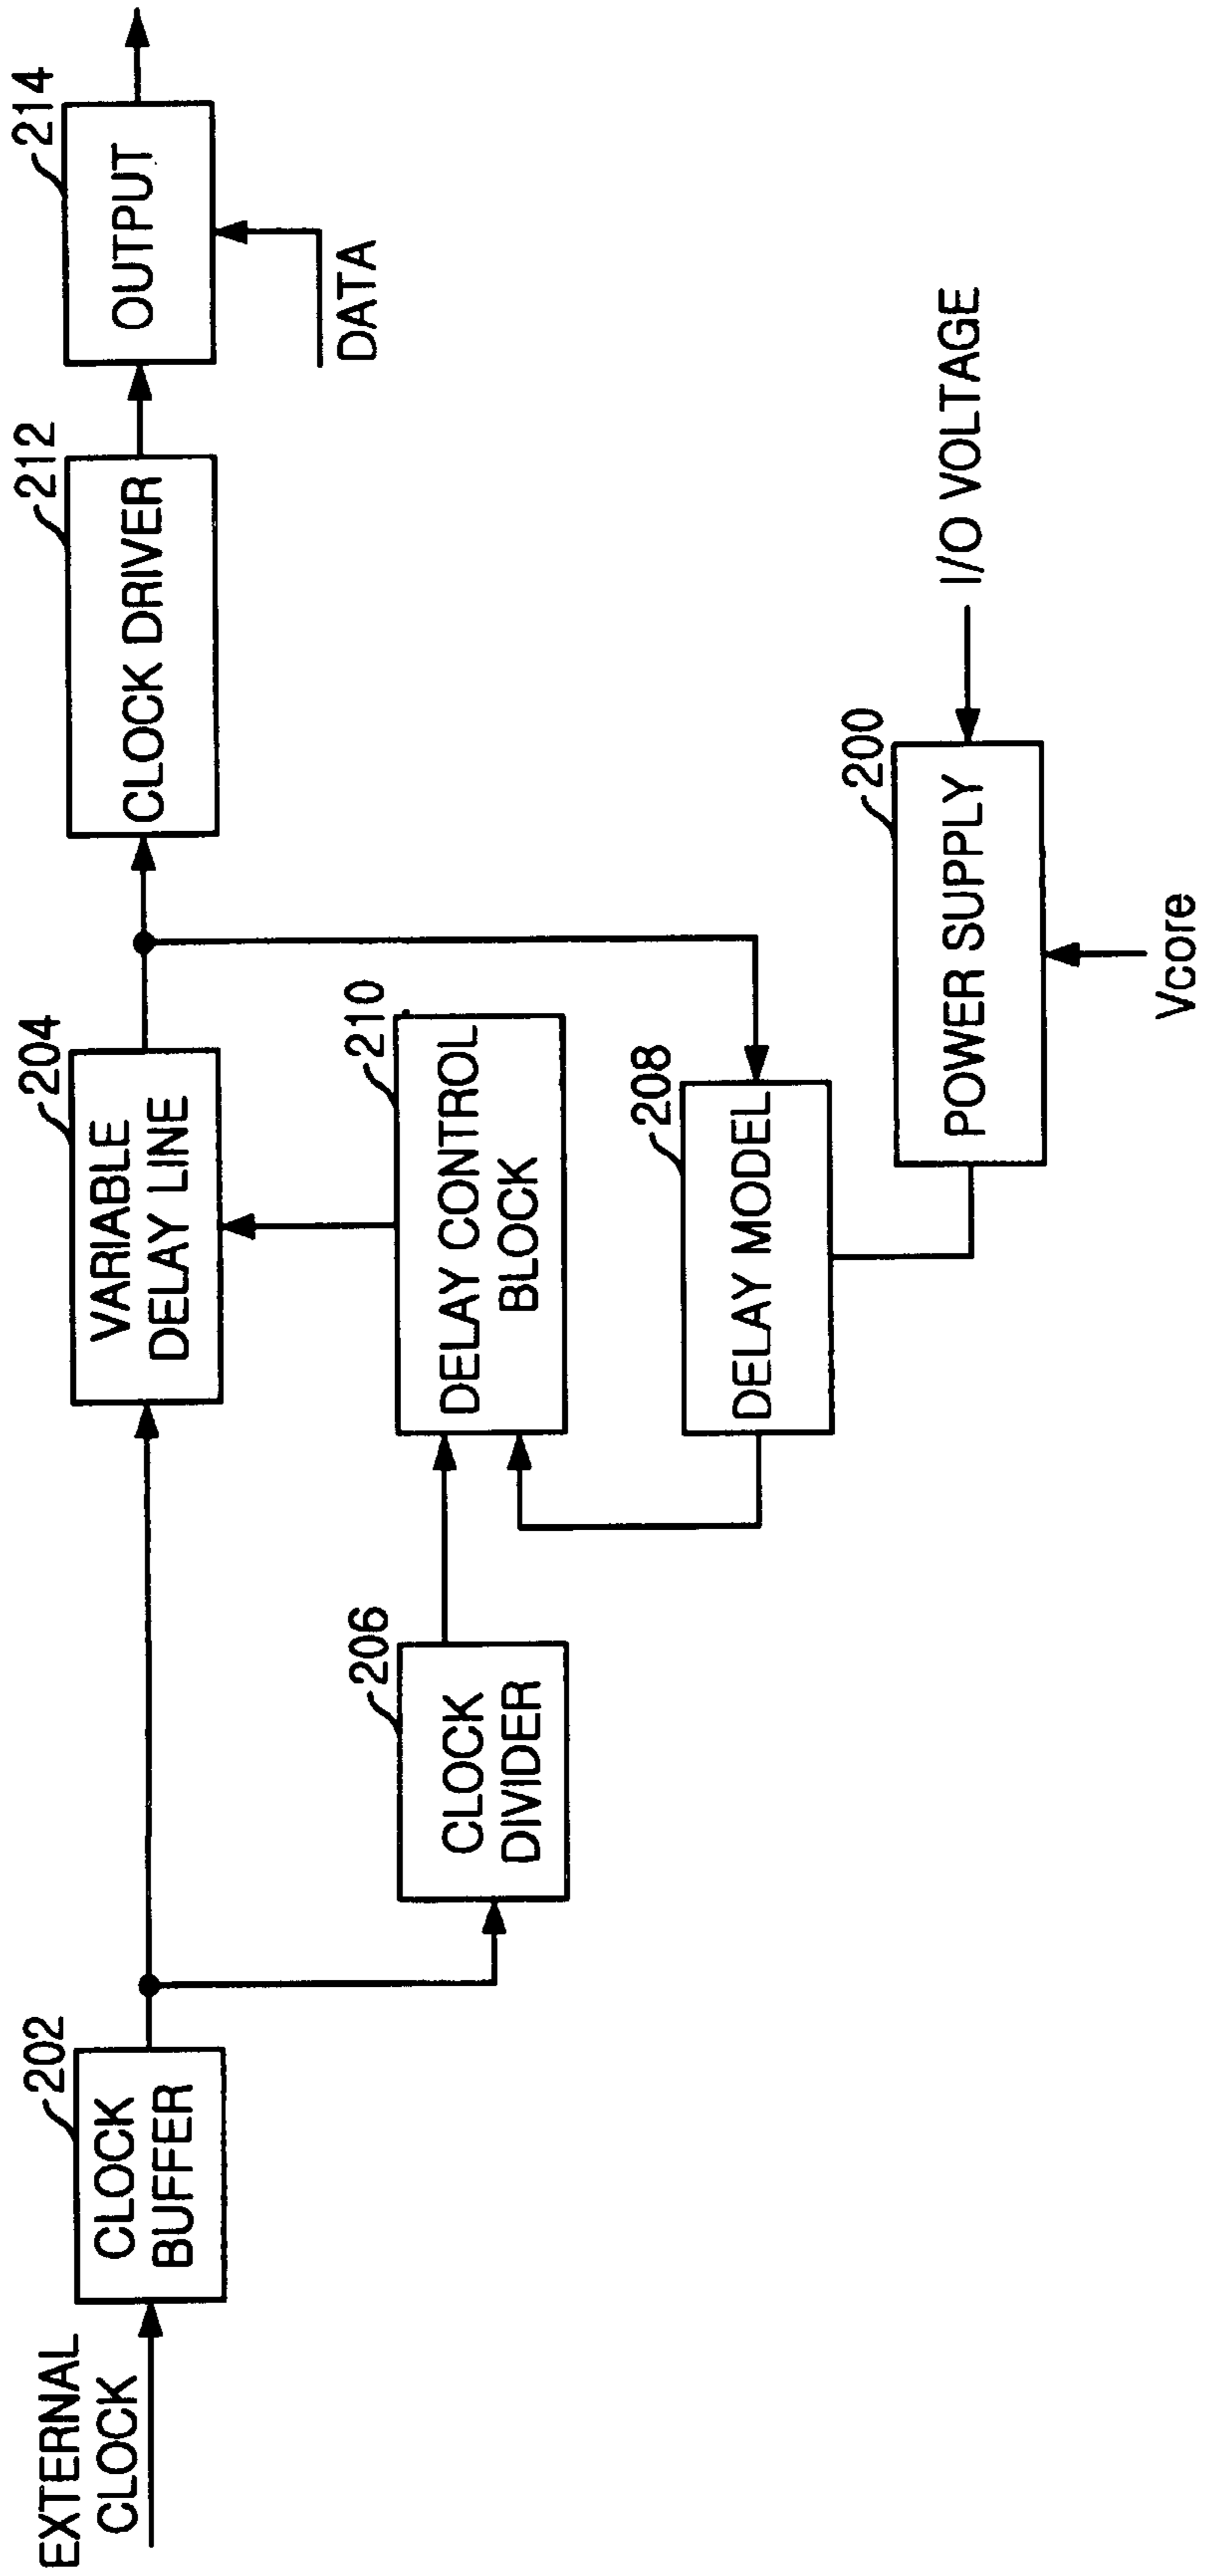 EXTERNAL
CLOCK
202
CLOCK
BUFFER
204
VARIABLE
DELAY LINE
212
CLOCK DRIVER
214
OUTPUT
DATA
206
CLOCK
DIVIDER
210
DELAY CONTROL
BLOCK
208
DELAY MODEL
200
POWER SUPPLY
I/O VOLTAGE
Vcore